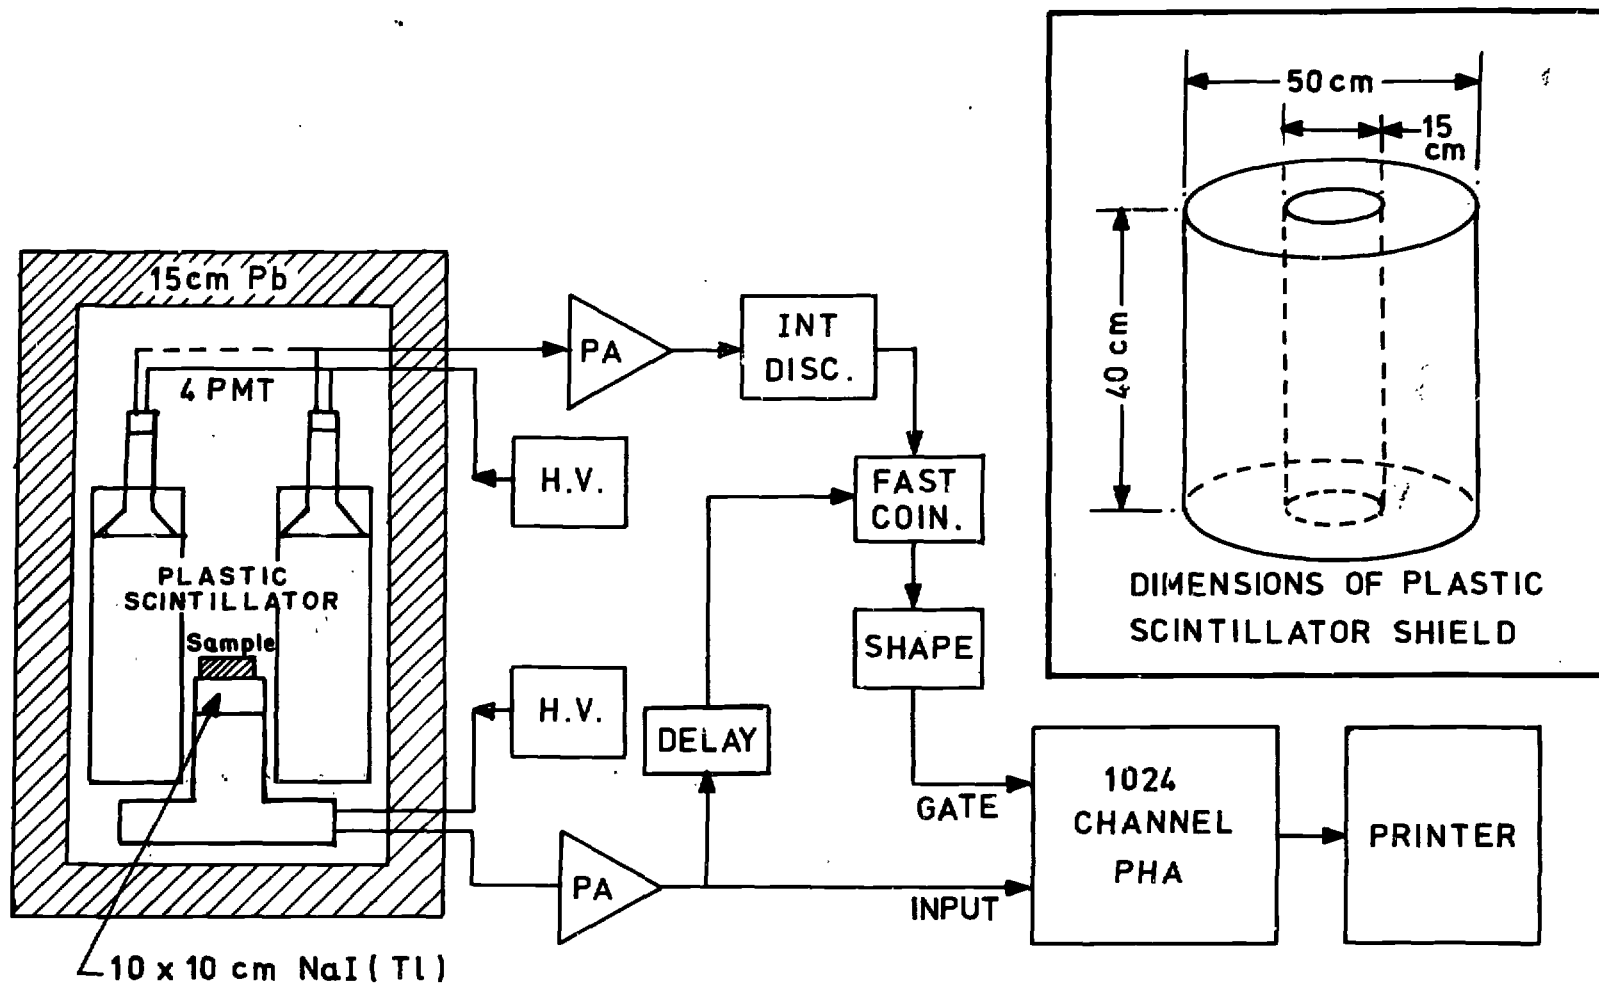 15cm Pb
4 PMT
PLASTIC
SCINTILLATOR
Sample
10 x 10 cm NaI ( Tl )
PA
INT
DISC.
H.V.
FAST
COIN.
SHAPE
H.V.
DELAY
PA
GATE
INPUT
1024
CHANNEL
PHA
PRINTER
50 cm
15
cm
40 cm
DIMENSIONS OF PLASTIC
SCINTILLATOR SHIELD